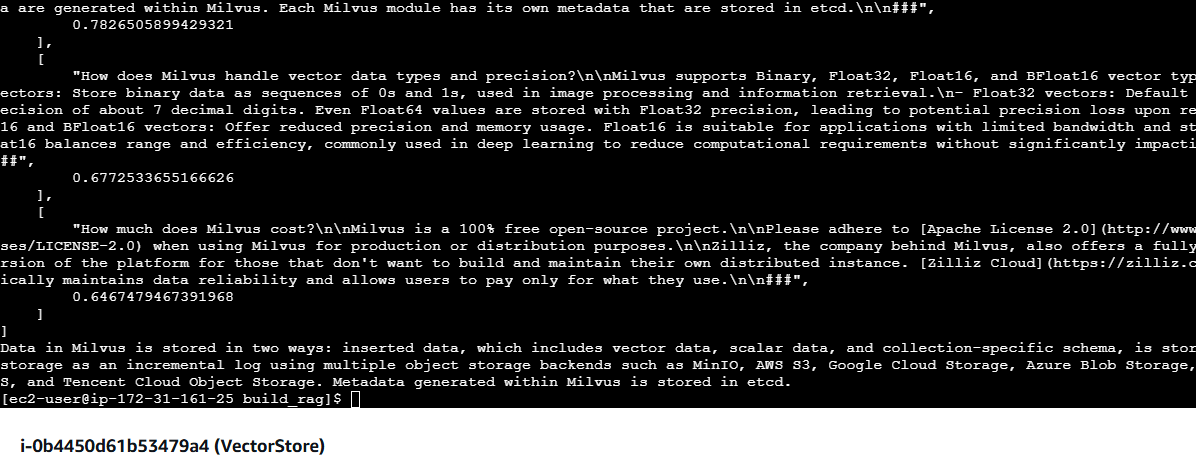 a are generated within Milvus. Each Milvus module has its own metadata that are stored in etcd.\n\n###",
0.7826505899429321
],
[
"How does Milvus handle vector data types and precision?\n\nMilvus supports Binary, Float32, Float16, and BFloat16 vector typ
ectors: Store binary data as sequences of 0s and 1s, used in image processing and information retrieval.\n- Float32 vectors: Default
ecision of about 7 decimal digits. Even Float64 values are stored with Float32 precision, leading to potential precision loss upon re
16 and BFloat16 vectors: Offer reduced precision and memory usage. Float16 is suitable for applications with limited bandwidth and st
at16 balances range and efficiency, commonly used in deep learning to reduce computational requirements without significantly impacti
##",
0.6772533655166626
],
[
"How much does Milvus cost?\n\nMilvus is a 100% free open-source project.\n\nPlease adhere to [Apache License 2.0](http://www
ses/LICENSE-2.0) when using Milvus for production or distribution purposes.\n\nZilliz, the company behind Milvus, also offers a fully
rsion of the platform for those that don't want to build and maintain their own distributed instance. [Zilliz Cloud](https://zilliz.c
ically maintains data reliability and allows users to pay only for what they use.\n\n###",
0.6467479467391968
]
]
Data in Milvus is stored in two ways: inserted data, which includes vector data, scalar data, and collection-specific schema, is stor
storage as an incremental log using multiple object storage backends such as MinIO, AWS S3, Google Cloud Storage, Azure Blob Storage,
S, and Tencent Cloud Object Storage. Metadata generated within Milvus is stored in etcd.
[ec2-user@ip-172-31-161-25 build_rag]$
i-0b4450d61b53479a4 (VectorStore)